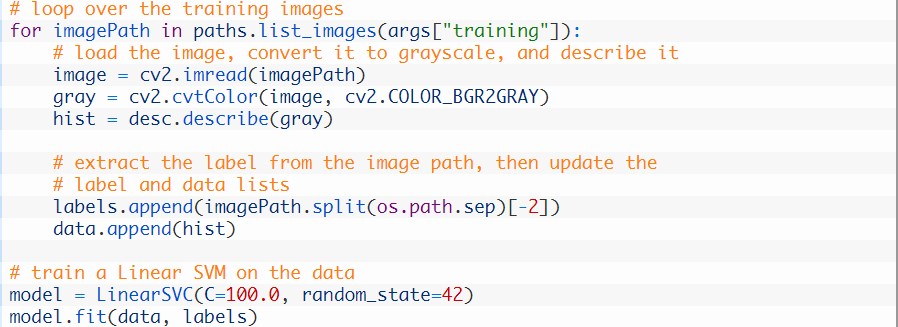 # loop over the training images
for imagePath in paths.list_images(args["training"]):
    # load the image, convert it to grayscale, and describe it
    image = cv2.imread(imagePath)
    gray = cv2.cvtColor(image, cv2.COLOR_BGR2GRAY)
    hist = desc.describe(gray)

    # extract the label from the image path, then update the
    # label and data lists
    labels.append(imagePath.split(os.path.sep)[-2])
    data.append(hist)

# train a Linear SVM on the data
model = LinearSVC(C=100.0, random_state=42)
model.fit(data, labels)